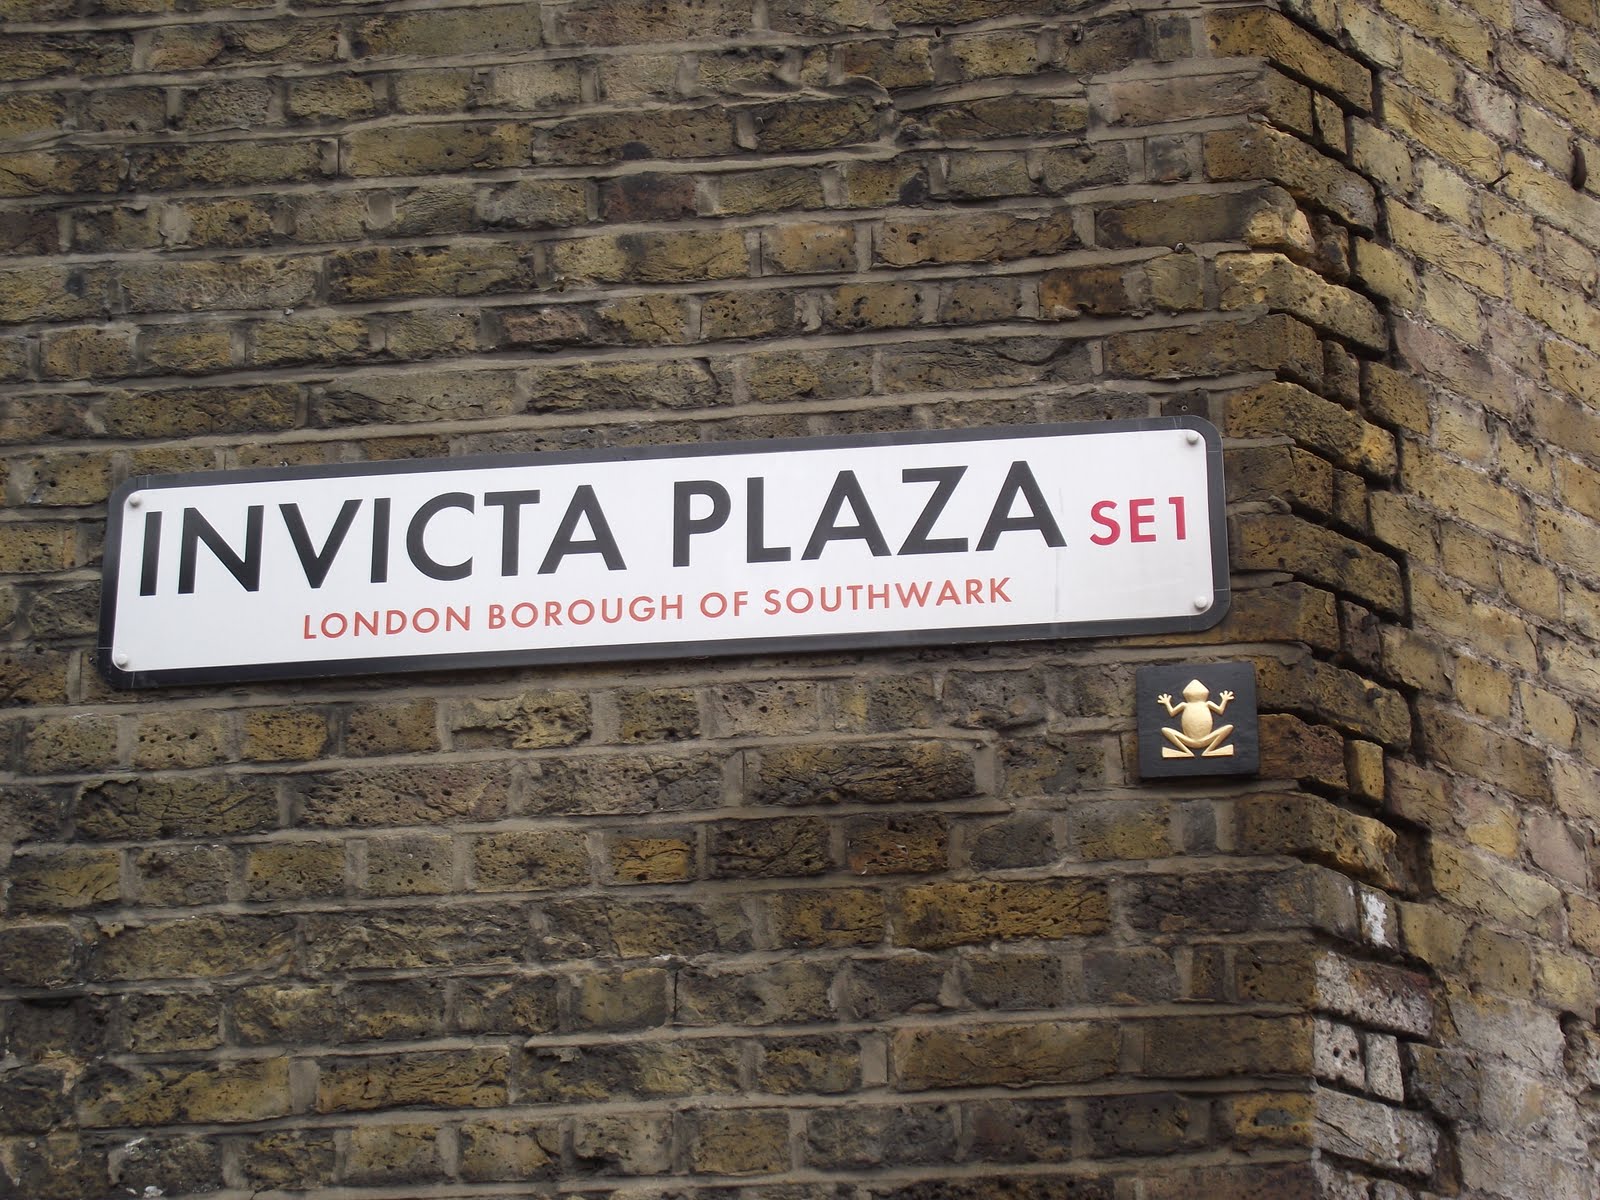 INVICTA PLAZA SE1
LONDON BOROUGH OF SOUTHWARK